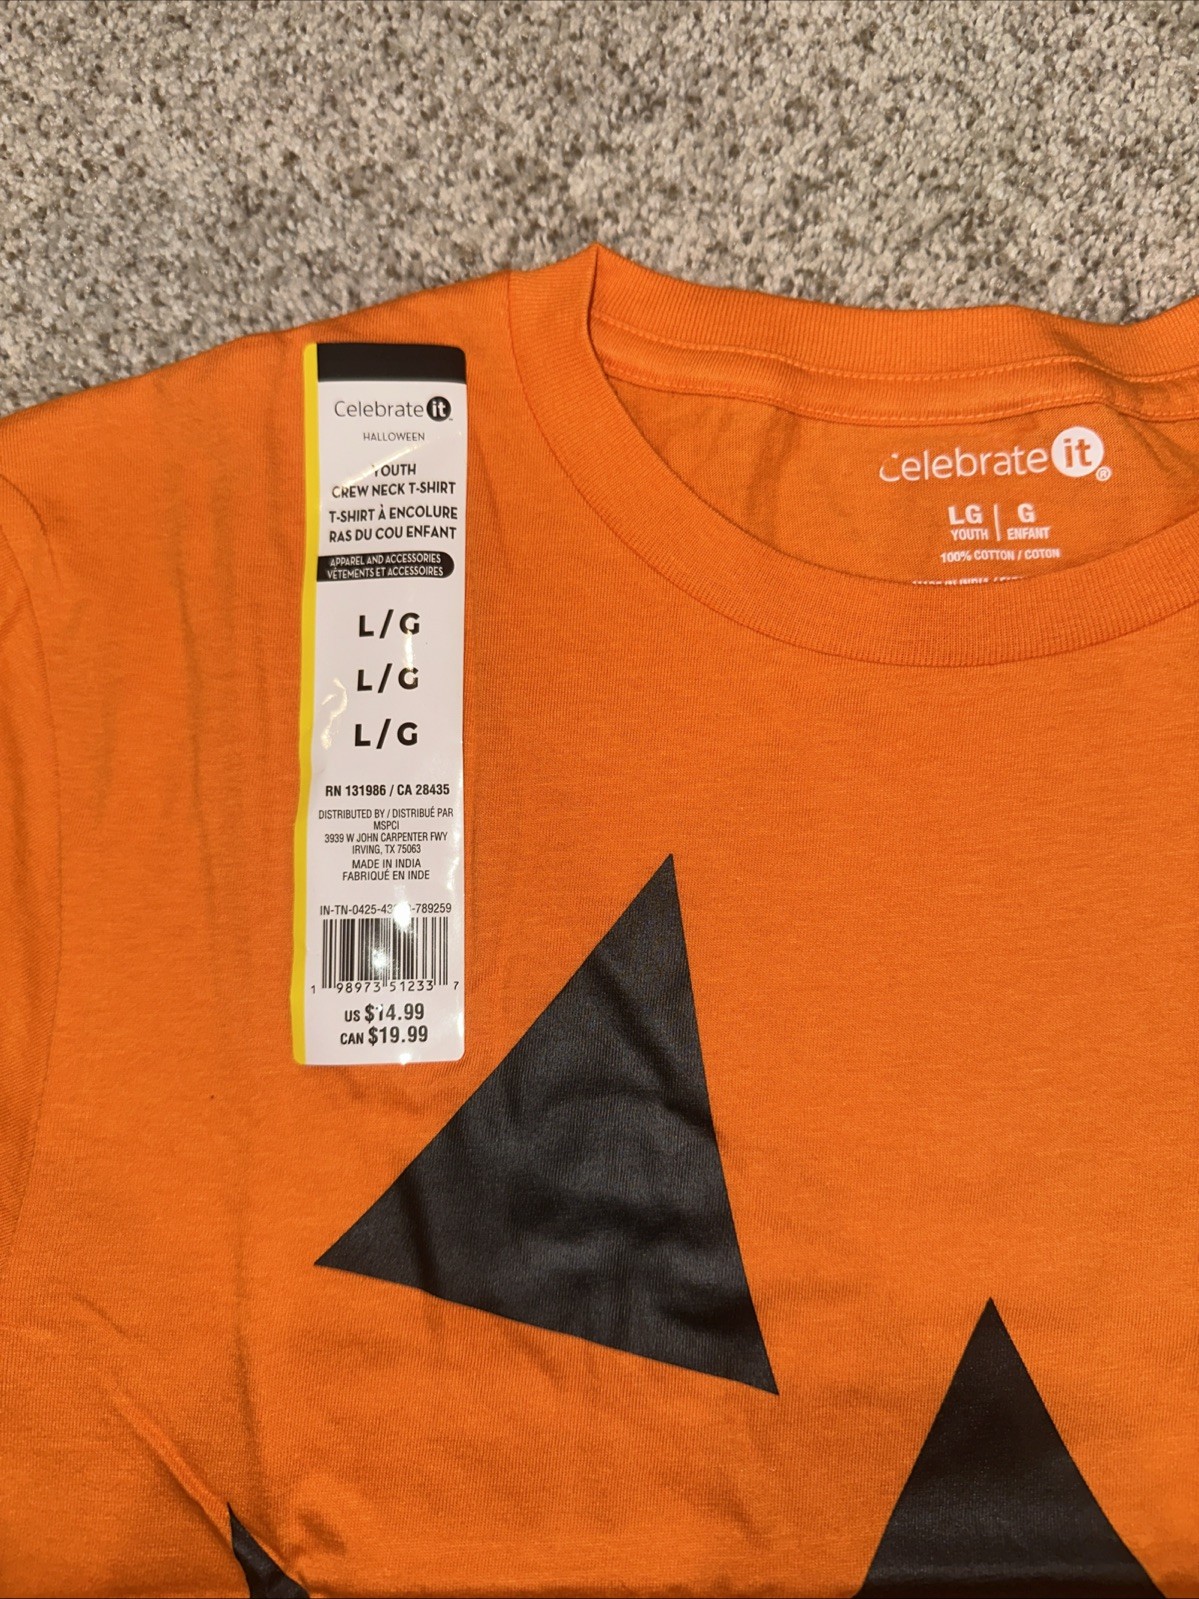 Celebrate it
HALLOWEEN
YOUTH
CREW NECK T-SHIRT
T-SHIRT À ENCOLURE
RAS DU COU ENFANT
APPAREL AND ACCESSORIES
VÊTEMENTS ET ACCESSOIRES
L/G
L/G
L/G
RN 131986 / CA 28435
DISTRIBUTED BY / DISTRIBUÉ PAR
MSPCI
3939 W JOHN CARPENTER FWY
IRVING, TX 75063
MADE IN INDIA
FABRIQUÉ EN INDE
-789259
1 98973 51233 7
US $14.99
CAN $19.99
Celebrate it®
LG | G
YOUTH | ENFANT
100% COTTON / COTON